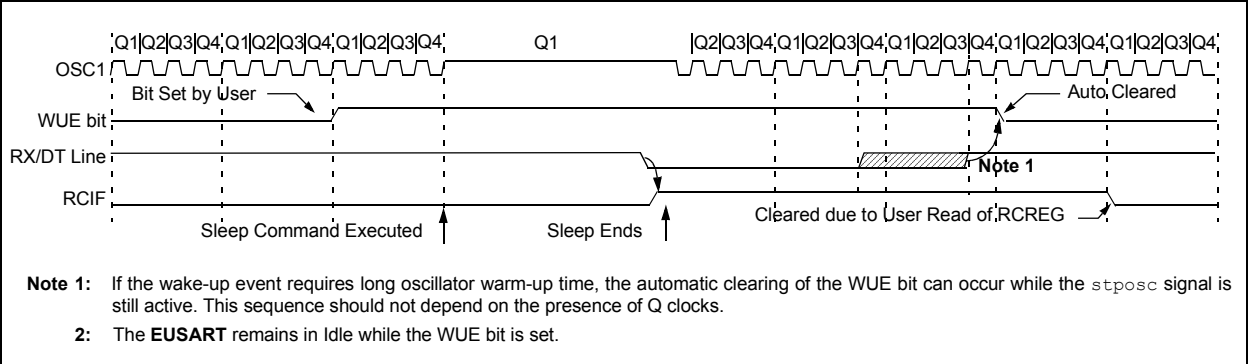 Q1 Q2 Q3 Q4 Q1 Q2 Q3 Q4 Q1 Q2 Q3 Q4 Q1 Q2 Q3 Q4 Q1 Q2 Q3 Q4 Q1 Q2 Q3 Q4 Q1 Q2 Q3 Q4
OSC1
Bit Set by User
Auto Cleared
WUE bit
RX/DT Line
Note 1
RCIF
Cleared due to User Read of RCREG
Sleep Command Executed
Sleep Ends
Note 1: If the wake-up event requires long oscillator warm-up time, the automatic clearing of the WUE bit can occur while the stposc signal is
still active. This sequence should not depend on the presence of Q clocks.
2: The EUSART remains in Idle while the WUE bit is set.